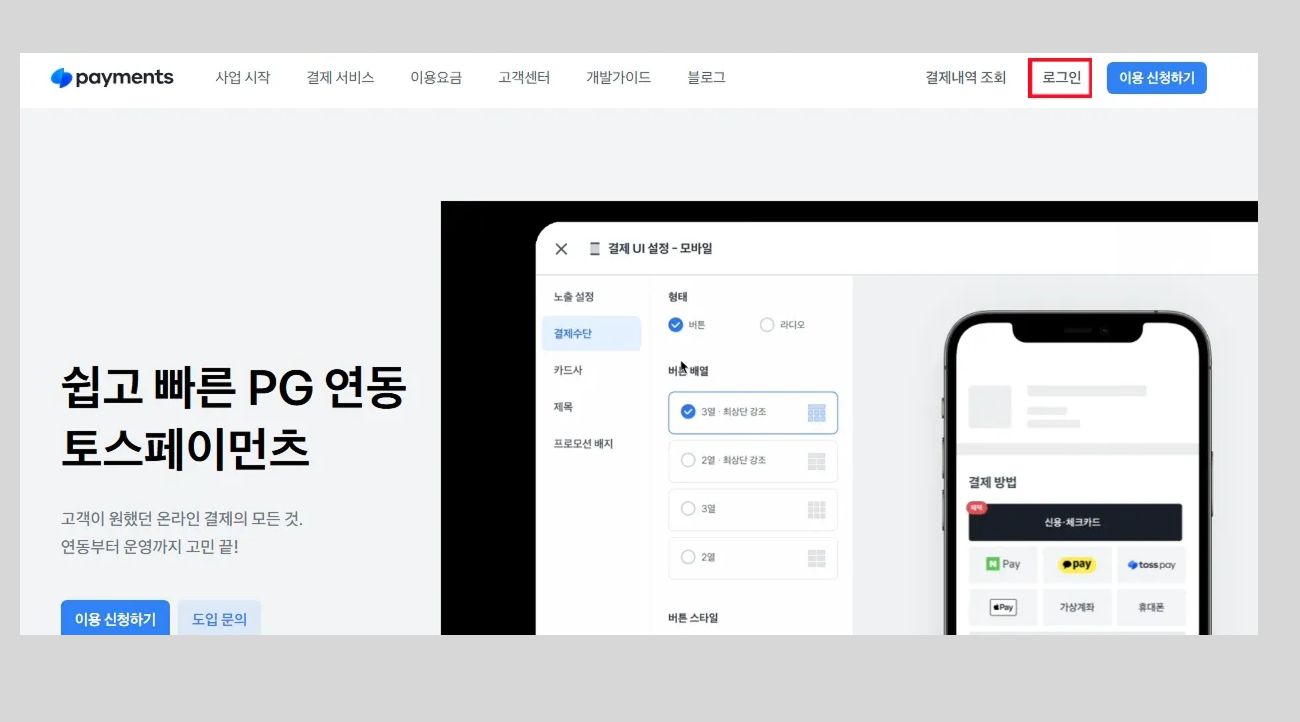 payments
사업 시작
결제 서비스
이용요금
고객센터
개발가이드
블로그
결제내역 조회
로그인
이용 신청하기
쉽고 빠른 PG 연동
토스페이먼츠
고객이 원했던 온라인 결제의 모든 것.
연동부터 운영까지 고민 끝!
이용 신청하기
도입 문의
결제 UI 설정 - 모바일
노출 설정
결제수단
카드사
제목
프로모션 배지
형태
버튼
라디오
버튼 배열
3열 · 최상단 강조
2열 · 최상단 강조
3열
2열
버튼 스타일
결제 방법
혜택
신용·체크카드
N Pay
pay
toss pay
Pay
가상계좌
휴대폰